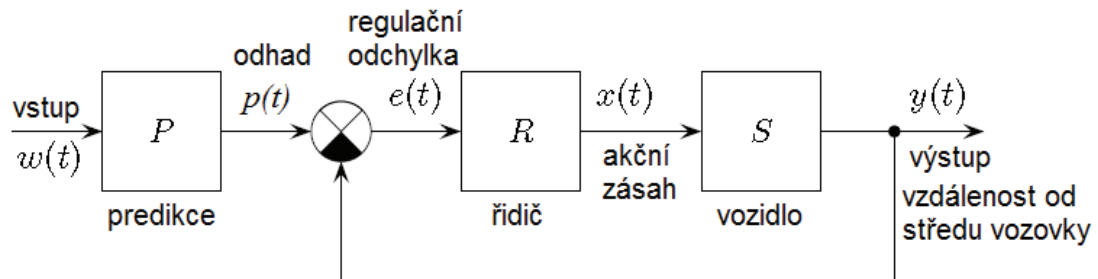 vstup
w(t)
P
predikce
odhad
p(t)
regulační
odchylka
e(t)
R
řidič
x(t)
akční
zásah
S
vozidlo
y(t)
výstup
vzdálenost od
středu vozovky